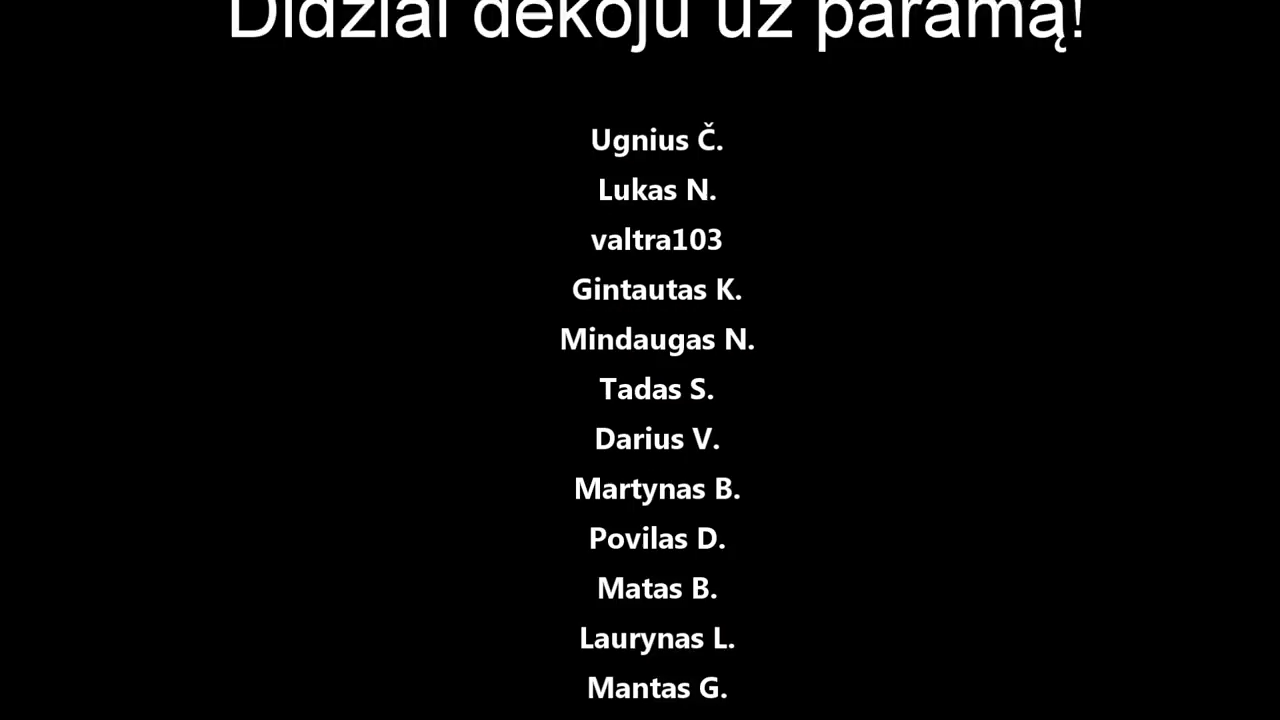 Didžiai dėkoju už paramą!
Ugnius Č.
Lukas N.
valtra103
Gintautas K.
Mindaugas N.
Tadas S.
Darius V.
Martynas B.
Povilas D.
Matas B.
Laurynas L.
Mantas G.